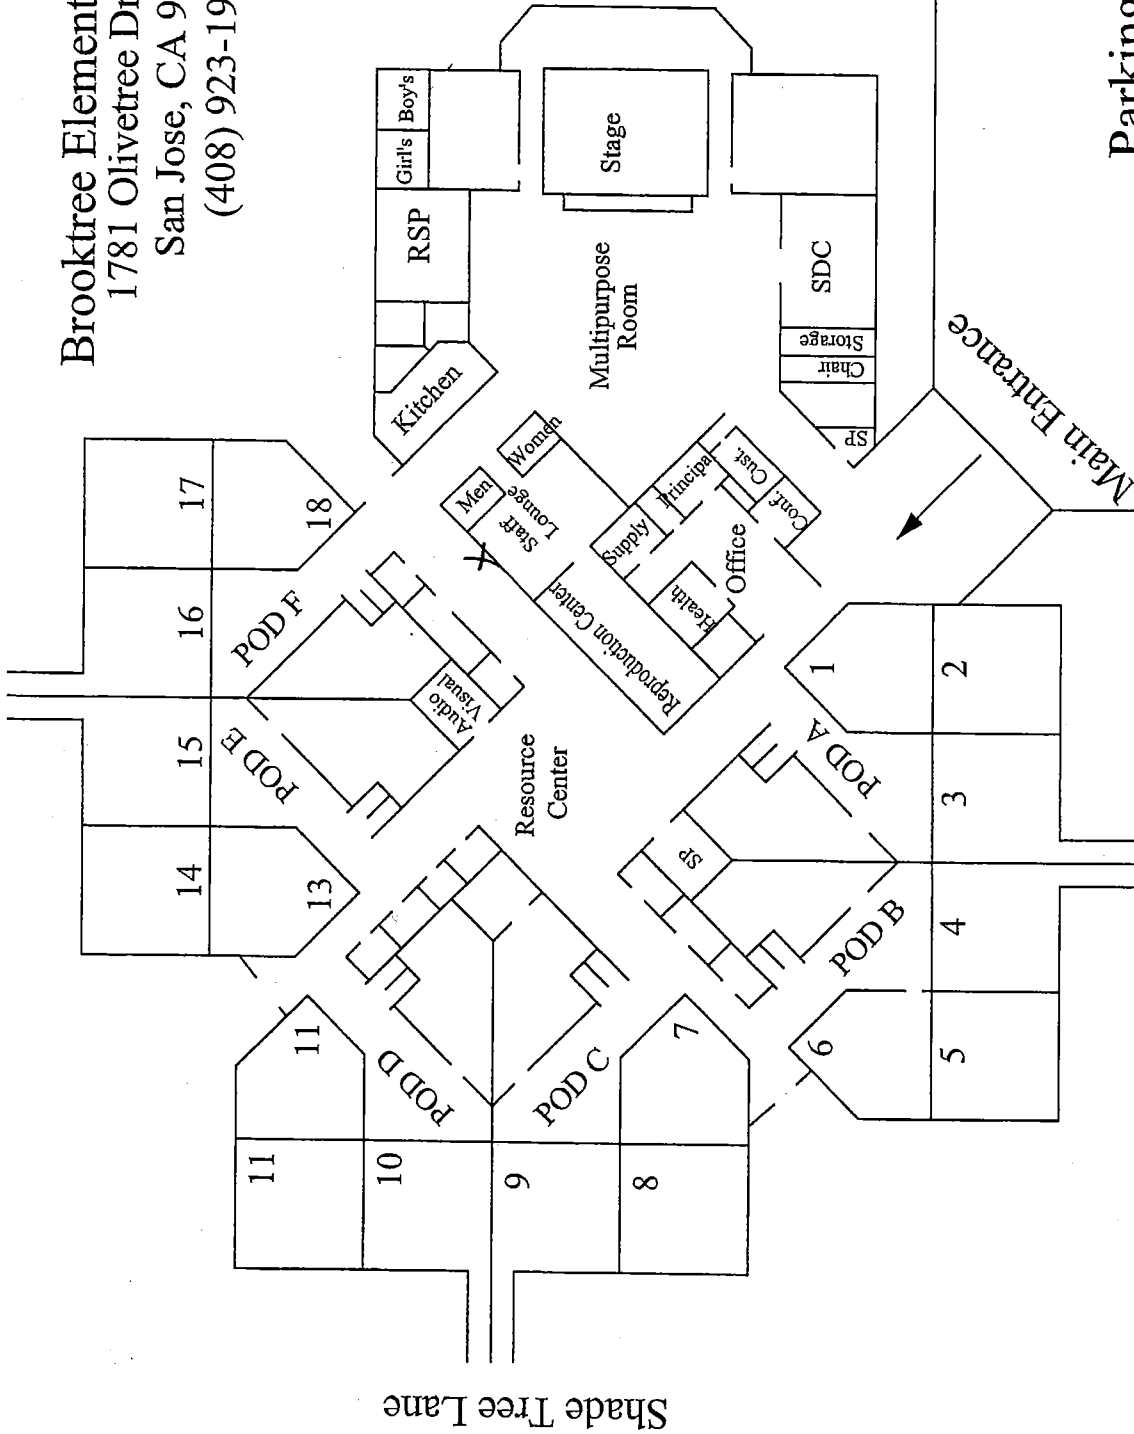 Brooktree Element
1781 Olivetree Dr
San Jose, CA 9
(408) 923-19
Parking
Main Entrance
Shade Tree Lane
Boy's
Girl's
RSP
Kitchen
Stage
Multipurpose
Room
SDC
Storage
Chair
SP
Women
Men
Staff
Lounge
X
Supply
Principal
Cust.
Conf.
Office
Health
Reproduction Center
Resource
Center
Audio
Visual
SP
POD A
1
2
3
POD B
4
5
6
POD C
7
8
9
POD D
10
11
11
POD E
13
14
15
POD F
16
17
18